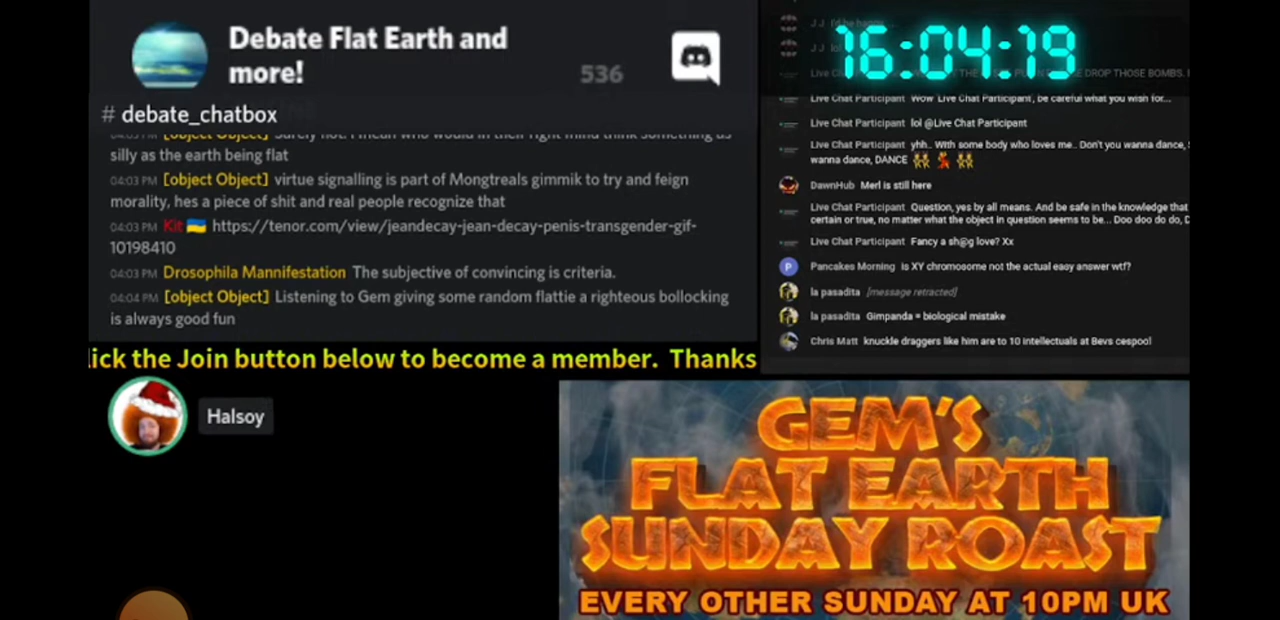 Debate Flat Earth and
more!
536
# debate_chatbox
silly as the earth being flat
04:03 PM [object Object] virtue signalling is part of Mongtreals gimmik to try and feign
morality, hes a piece of shit and real people recognize that
04:03 PM Kit 🇺🇦 https://tenor.com/view/jeandecay-jean-decay-penis-transgender-gif-
10198410
04:03 PM Drosophila Mannifestation The subjective of convincing is criteria.
04:04 PM [object Object] Listening to Gem giving some random flattie a righteous bollocking
is always good fun
lick the Join button below to become a member. Thanks
Halsoy
16:04:19
J.J I'd be happy
J.J lol
Live Chat Participant DROP THOSE BOMBS.
Live Chat Participant Wow 'Live Chat Participant', be careful what you wish for...
Live Chat Participant lol @Live Chat Participant
Live Chat Participant yhh.. With some body who loves me.. Don't you wanna dance,
wanna dance, DANCE 👯 💃 👯
DawnHub Merl is still here
Live Chat Participant Question, yes by all means. And be safe in the knowledge that
certain or true, no matter what the object in question seems to be... Doo doo do do, D
Live Chat Participant Fancy a sh@g love? Xx
P Pancakes Morning is XY chromosome not the actual easy answer wtf?
la pasadita [message retracted]
la pasadita Gimpanda = biological mistake
Chris Matt knuckle draggers like him are to 10 intellectuals at Bevs cespool
GEM'S
FLAT EARTH
SUNDAY ROAST
EVERY OTHER SUNDAY AT 10PM UK